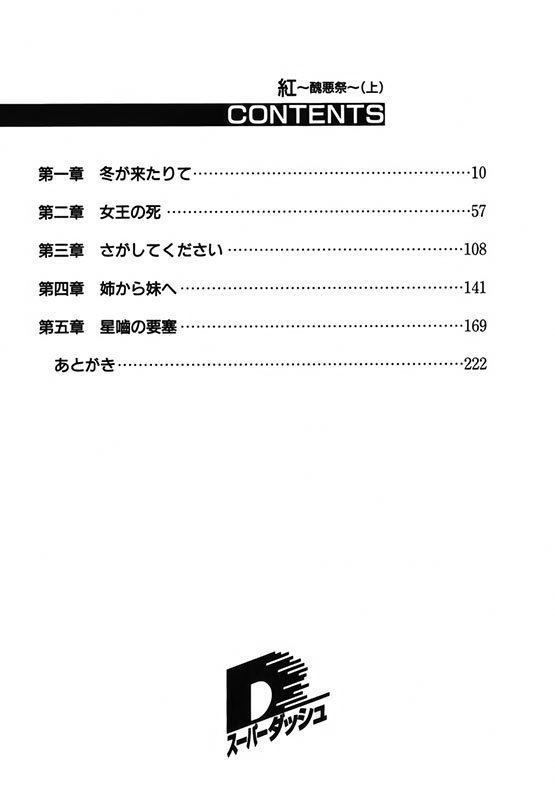 紅～醜悪祭～(上)
CONTENTS
第一章 冬が来たりて……………………………………………10
第二章 女王の死……………………………………………57
第三章 さがしてください……………………………………108
第四章 姉から妹へ……………………………………………141
第五章 星噛の要塞……………………………………………169
あとがき……………………………………………222
D
スーパーダッシュ